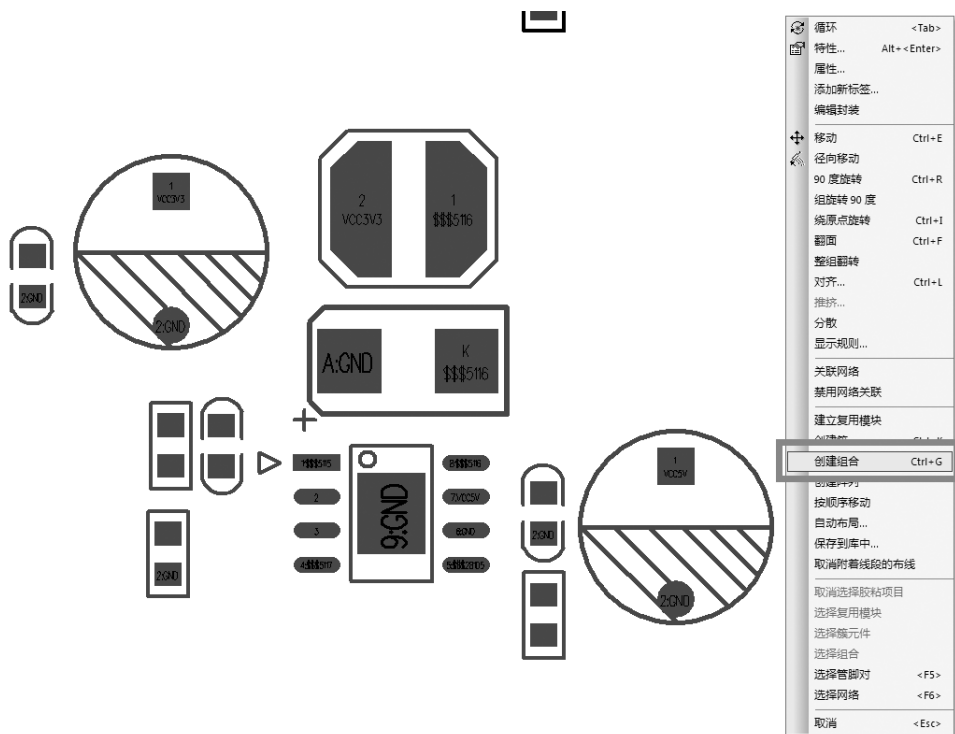 循环 <Tab>
特性... Alt+<Enter>
属性...
添加新标签...
编辑封装
移动 Ctrl+E
径向移动
90 度旋转 Ctrl+R
组旋转 90 度
绕原点旋转 Ctrl+I
翻面 Ctrl+F
整组翻转
对齐... Ctrl+L
推挤...
分散
显示规则...
关联网络
禁用网络关联
建立复用模块
创建组合 Ctrl+G
按顺序移动
自动布局...
保存到库中...
取消附着线段的布线
取消选择胶粘项目
选择复用模块
选择簇元件
选择组合
选择管脚对 <F5>
选择网络 <F6>
取消 <Esc>
1
VCC3V3
2:GND
2:GND
2
VCC3V3
1
$$$5116
A:GND
K
$$$5116
1:$$$5115
2
3
4:$$$5117
9:GND
8:$$$5116
7:VCC5V
6:GND
2:GND
2:GND
1
VCC5V
2:GND